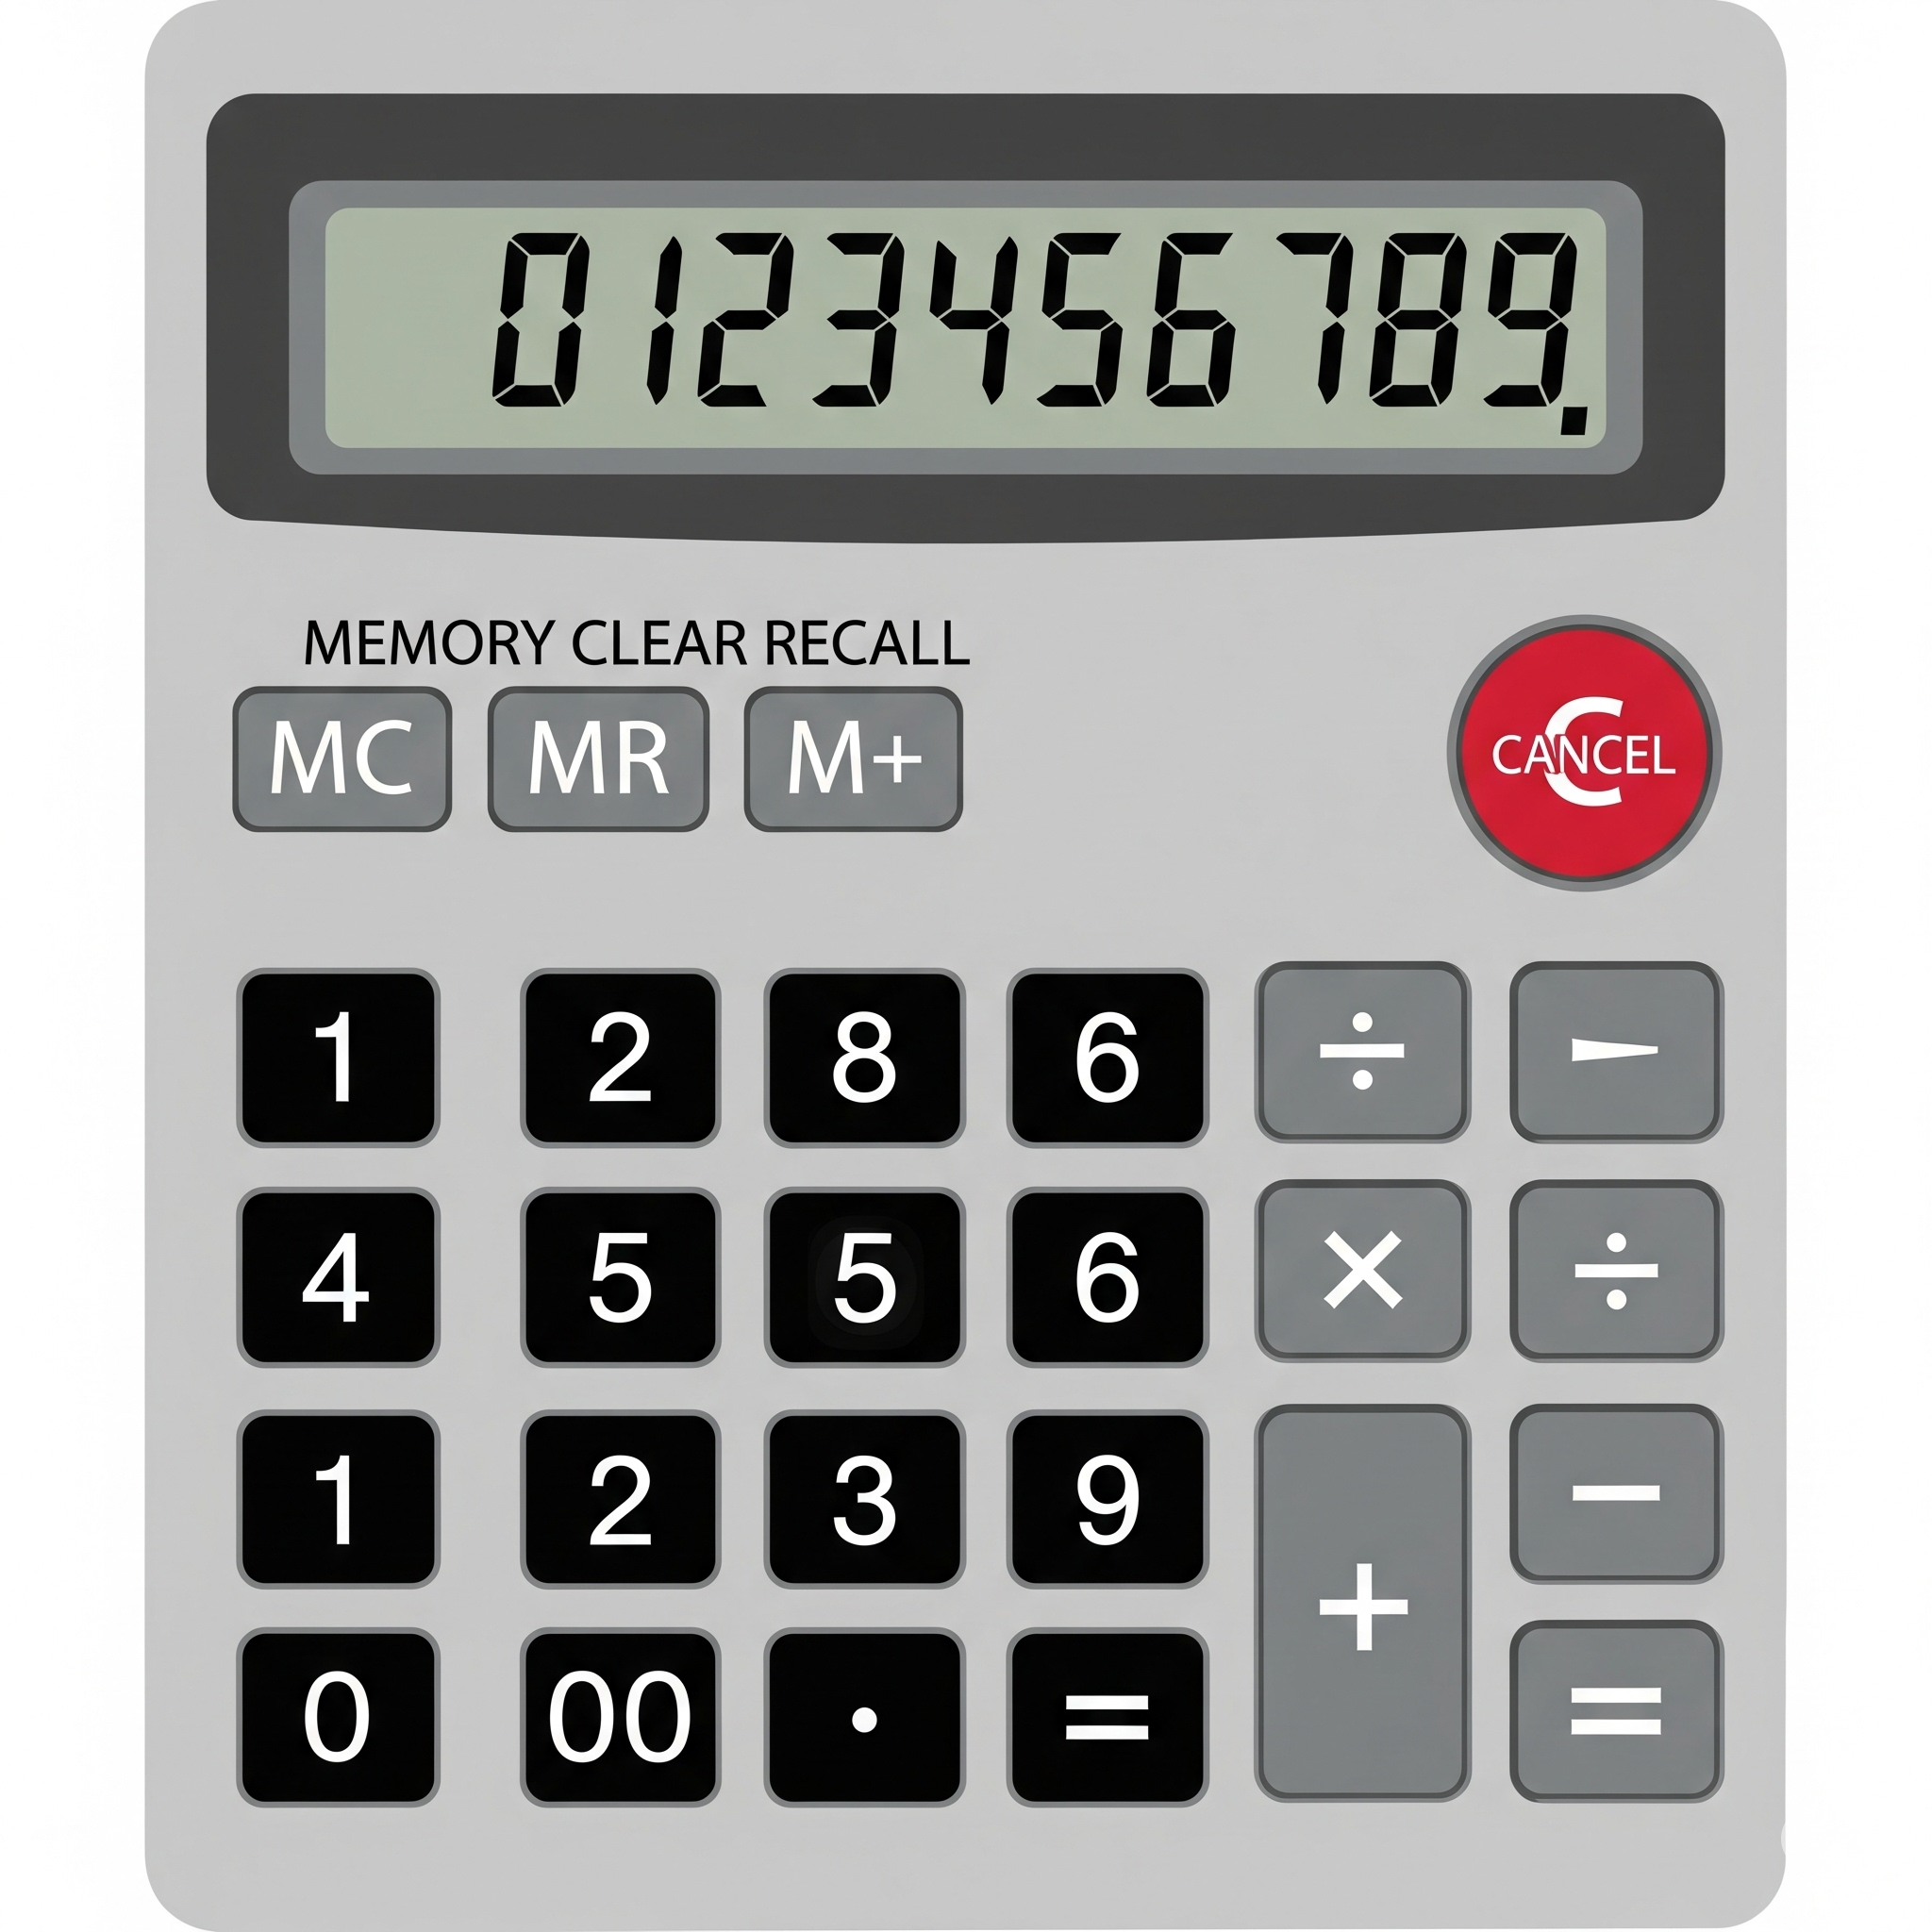 0123456789.
MEMORY CLEAR RECALL
MC MR M+
C
CANCEL
1 2 8 6 ÷ −
4 5 5 6 × ÷
1 2 3 9 + −
0 00 . = =